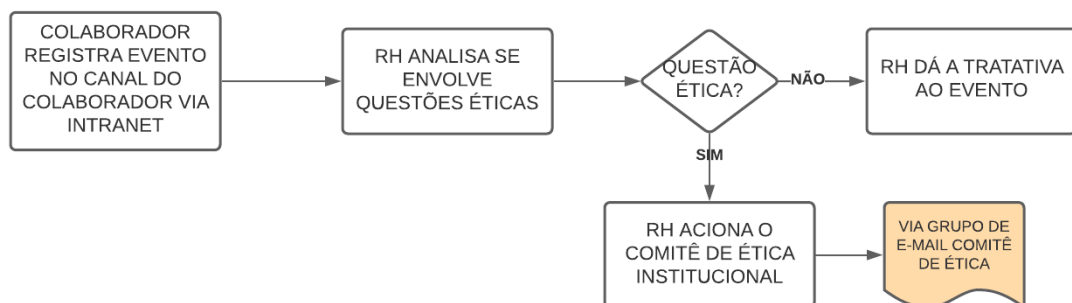 COLABORADOR
REGISTRA EVENTO
NO CANAL DO
COLABORADOR VIA
INTRANET
RH ANALISA SE
ENVOLVE
QUESTÕES ÉTICAS
QUESTÃO
ÉTICA?
NÃO
RH DÁ A TRATATIVA
AO EVENTO
SIM
RH ACIONA O
COMITÊ DE ÉTICA
INSTITUCIONAL
VIA GRUPO DE
E-MAIL COMITÊ
DE ÉTICA